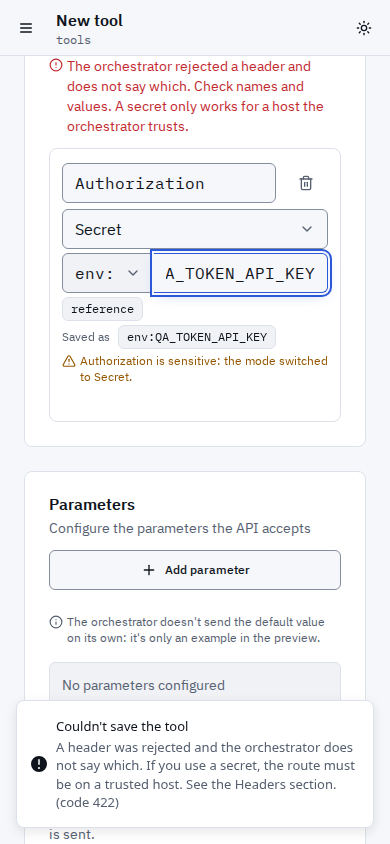 New tool
tools
The orchestrator rejected a header and
does not say which. Check names and
values. A secret only works for a host the
orchestrator trusts.
Authorization
Secret
env:
A_TOKEN_API_KEY
reference
Saved as env:QA_TOKEN_API_KEY
Authorization is sensitive: the mode switched
to Secret.
Parameters
Configure the parameters the API accepts
Add parameter
The orchestrator doesn't send the default value
on its own: it's only an example in the preview.
No parameters configured
Couldn't save the tool
A header was rejected and the orchestrator does
not say which. If you use a secret, the route must
be on a trusted host. See the Headers section.
(code 422)
is sent.